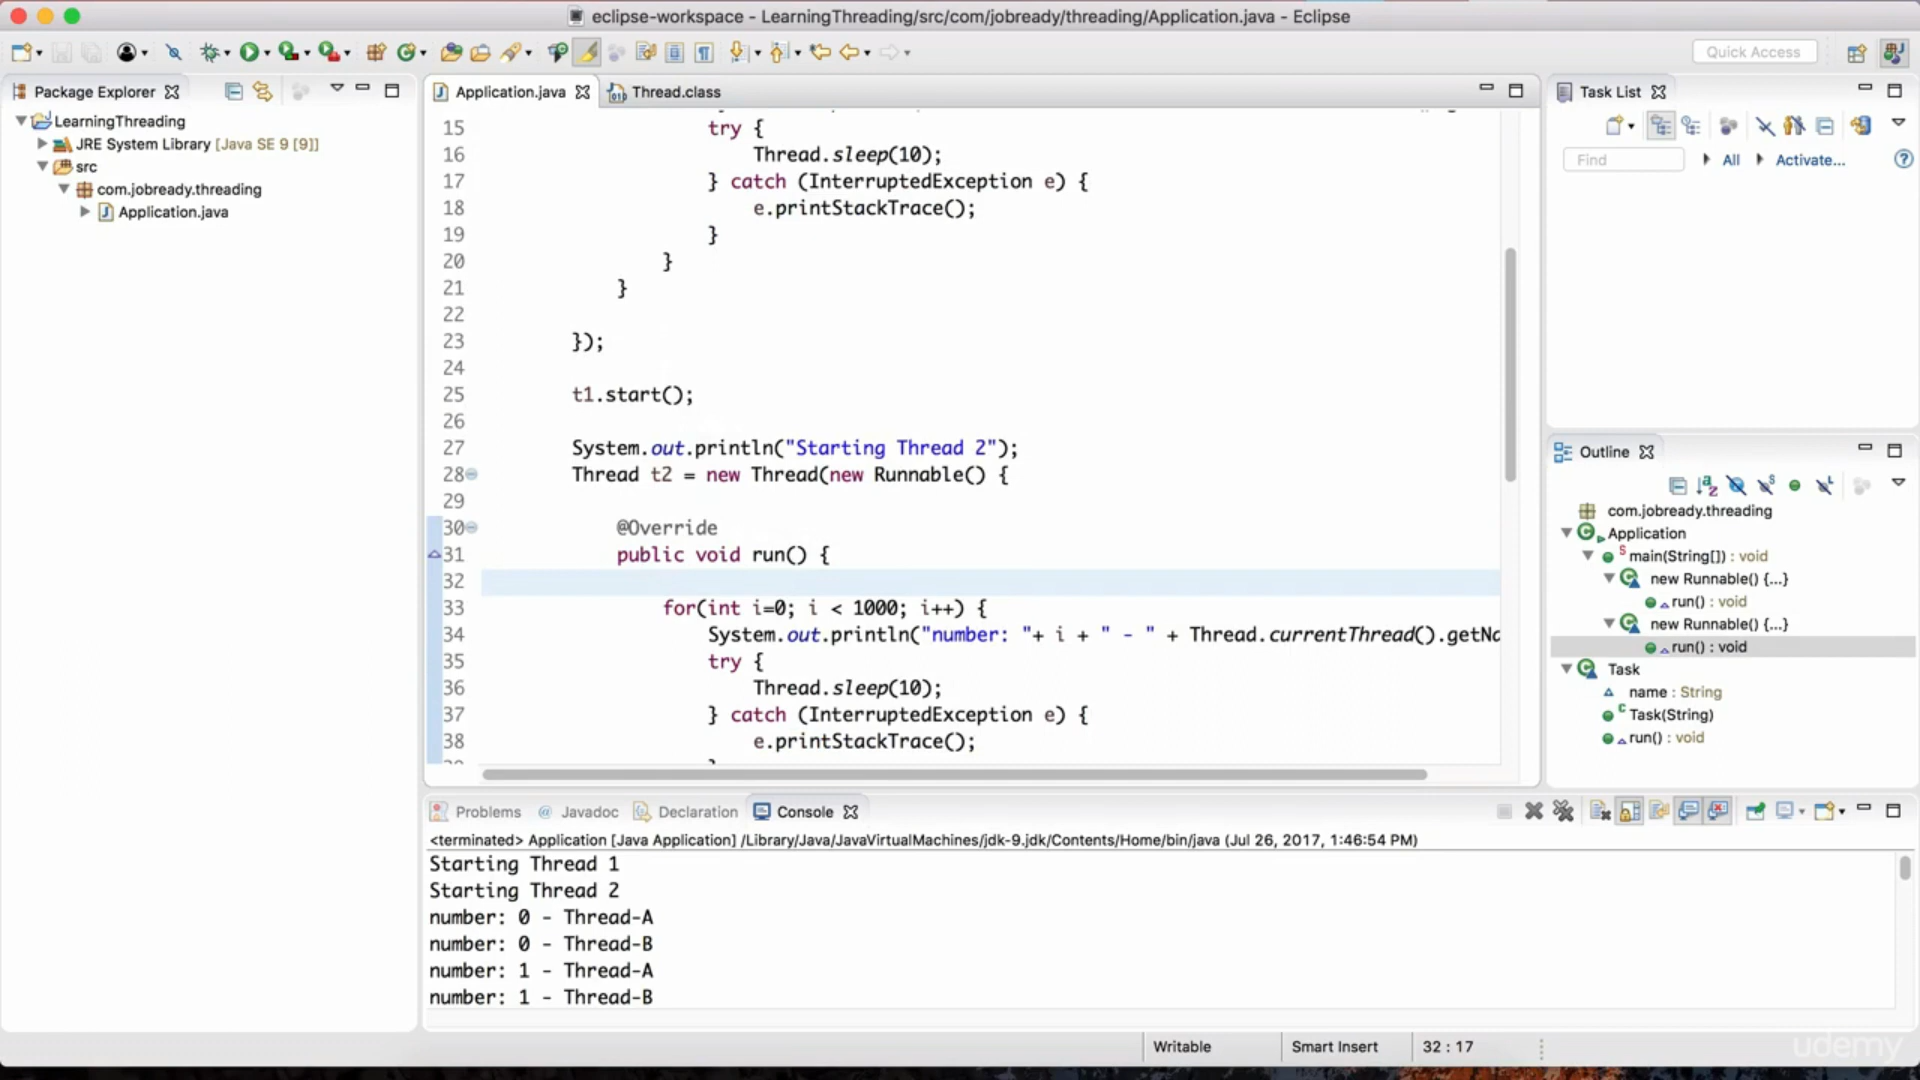 eclipse-workspace - LearningThreading/src/com/jobready/threading/Application.java - Eclipse
Quick Access
Package Explorer
LearningThreading
JRE System Library [Java SE 9 [9]]
src
com.jobready.threading
Application.java
Application.java
Thread.class
15 try {
16 Thread.sleep(10);
17 } catch (InterruptedException e) {
18 e.printStackTrace();
19 }
20 }
21 }
22
23 });
24
25 t1.start();
26
27 System.out.println("Starting Thread 2");
28 Thread t2 = new Thread(new Runnable() {
29
30 @Override
31 public void run() {
32
33 for(int i=0; i < 1000; i++) {
34 System.out.println("number: "+ i + " - " + Thread.currentThread().getNa
35 try {
36 Thread.sleep(10);
37 } catch (InterruptedException e) {
38 e.printStackTrace();
Task List
Find
All
Activate...
Outline
com.jobready.threading
Application
main(String[]) : void
new Runnable() {...}
run() : void
new Runnable() {...}
run() : void
Task
name : String
Task(String)
run() : void
Problems
Javadoc
Declaration
Console
<terminated> Application [Java Application] /Library/Java/JavaVirtualMachines/jdk-9.jdk/Contents/Home/bin/java (Jul 26, 2017, 1:46:54 PM)
Starting Thread 1
Starting Thread 2
number: 0 - Thread-A
number: 0 - Thread-B
number: 1 - Thread-A
number: 1 - Thread-B
Writable
Smart Insert
32 : 17
udemy